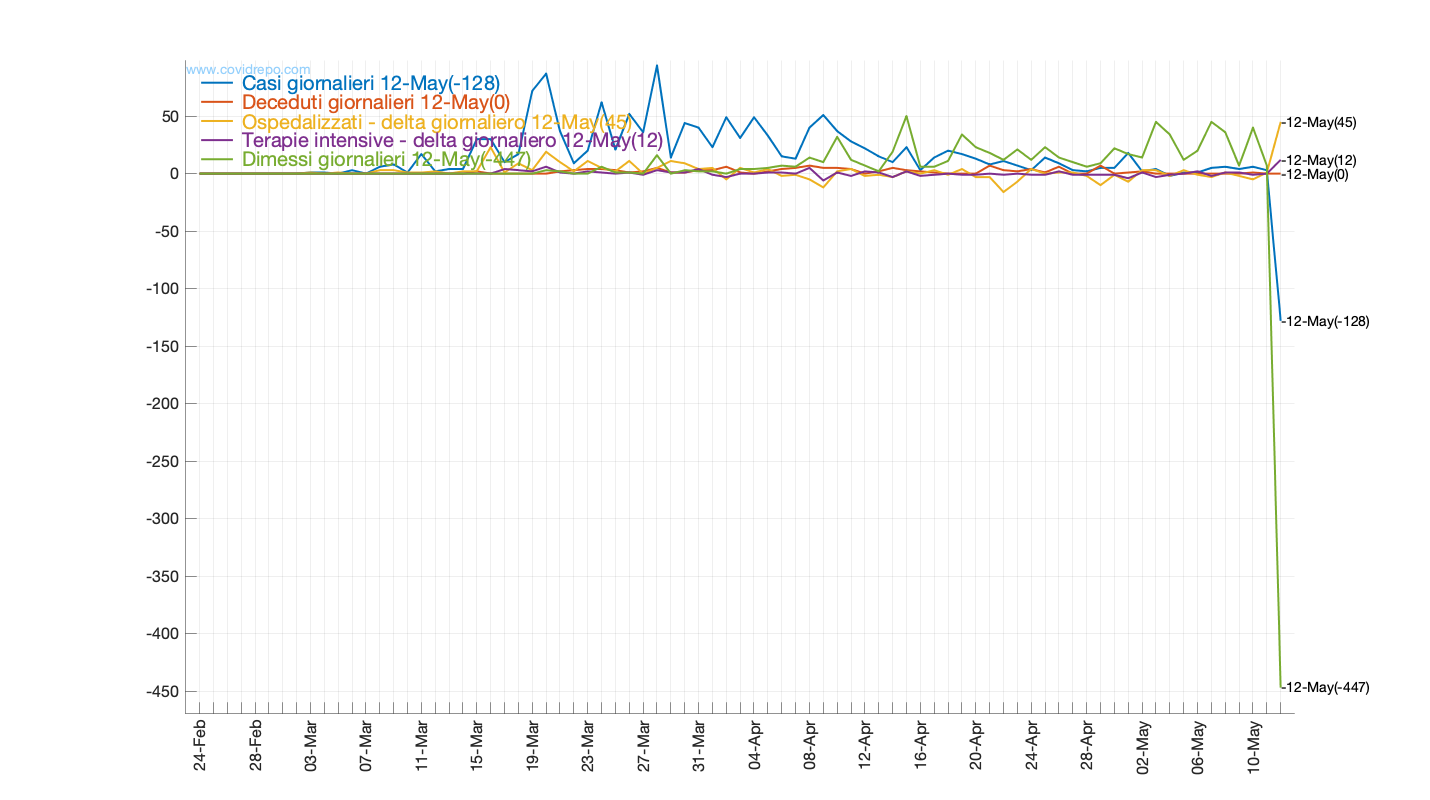 www.covidrepo.com
Casi giornalieri 12-May(-128)
Deceduti giornalieri 12-May(0)
Ospedalizzati - delta giornaliero 12-May(45)
Terapie intensive - delta giornaliero 12-May(12)
Dimessi giornalieri 12-May(-447)
50
0
-50
-100
-150
-200
-250
-300
-350
-400
-450
-12-May(45)
-12-May(12)
-12-May(0)
-12-May(-128)
-12-May(-447)
24-Feb
28-Feb
03-Mar
07-Mar
11-Mar
15-Mar
19-Mar
23-Mar
27-Mar
31-Mar
04-Apr
08-Apr
12-Apr
16-Apr
20-Apr
24-Apr
28-Apr
02-May
06-May
10-May